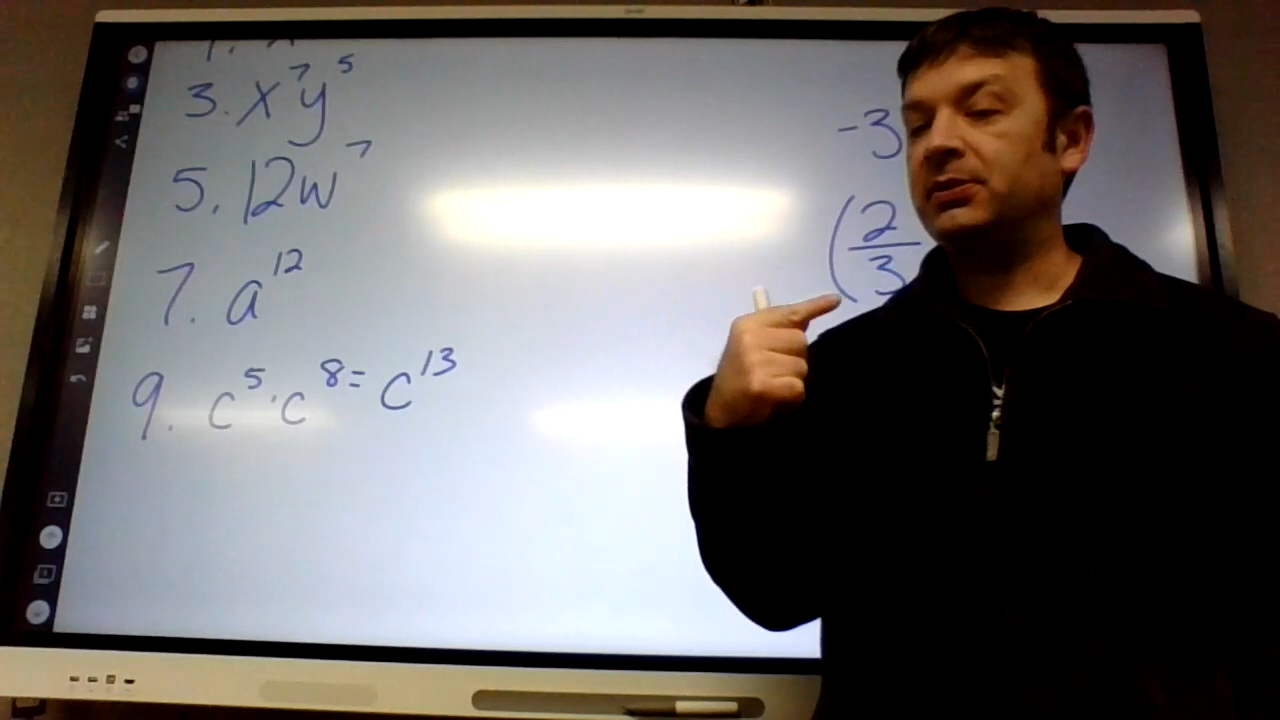 3. x⁷y⁵
5. 12w⁷
7. a¹²
9. c⁵·c⁸=c¹³
-3
(2
3